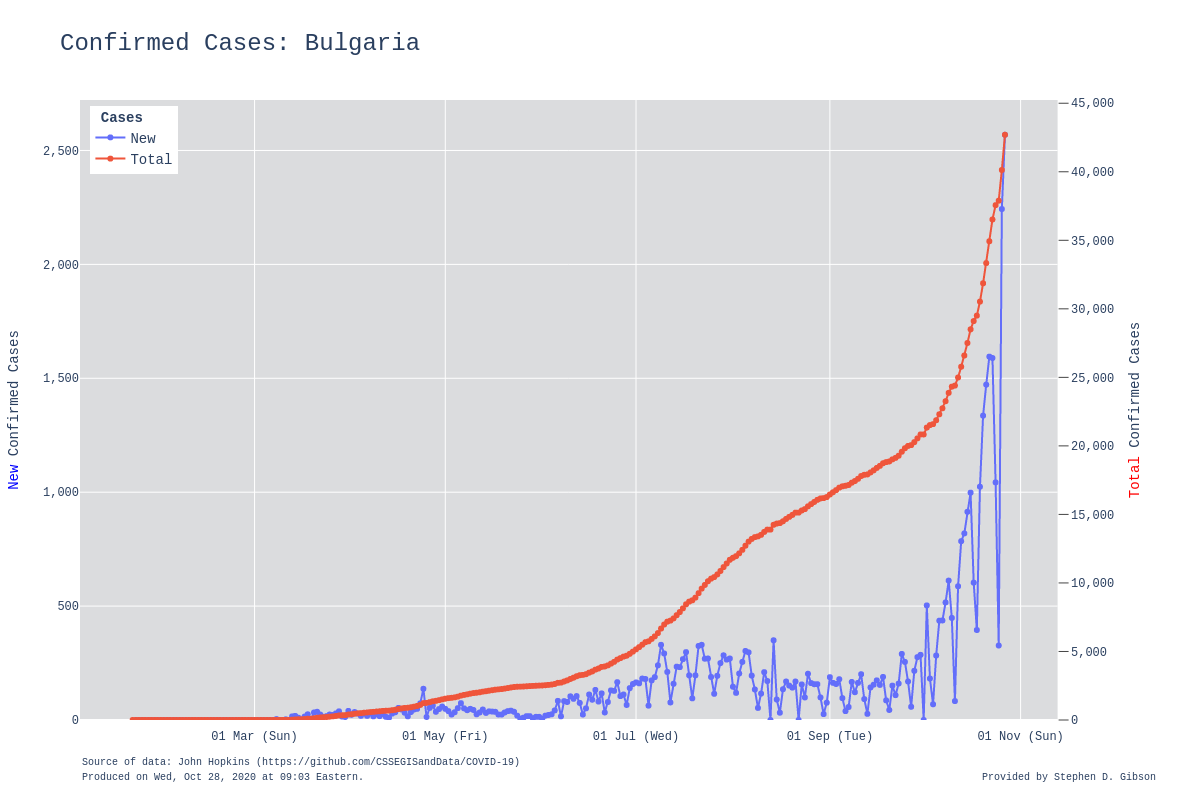 Confirmed Cases: Bulgaria
Cases
New
Total
2,500
2,000
1,500
1,000
500
0
New Confirmed Cases
45,000
40,000
35,000
30,000
25,000
20,000
15,000
10,000
5,000
0
Total Confirmed Cases
01 Mar (Sun)
01 May (Fri)
01 Jul (Wed)
01 Sep (Tue)
01 Nov (Sun)
Source of data: John Hopkins (https://github.com/CSSEGISandData/COVID-19)
Produced on Wed, Oct 28, 2020 at 09:03 Eastern.
Provided by Stephen D. Gibson